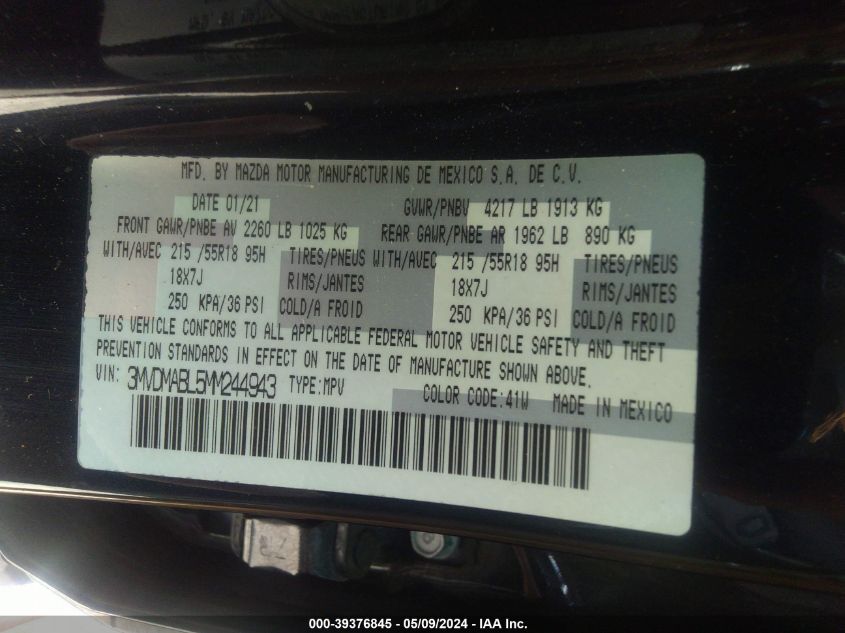 MFD. BY MAZDA MOTOR MANUFACTURING DE MEXICO S.A. DE C.V.
DATE 01/21 GVWR/PNBV 4217 LB 1913 KG
FRONT GAWR/PNBE AV 2260 LB 1025 KG REAR GAWR/PNBE AR 1962 LB 890 KG
WITH/AVEC 215 /55R18 95H TIRES/PNEUS WITH/AVEC 215 /55R18 95H TIRES/PNEUS
18X7J RIMS/JANTES 18X7J RIMS/JANTES
250 KPA/36 PSI COLD/A FROID 250 KPA/36 PSI COLD/A FROID
THIS VEHICLE CONFORMS TO ALL APPLICABLE FEDERAL MOTOR VEHICLE SAFETY AND THEFT
PREVENTION STANDARDS IN EFFECT ON THE DATE OF MANUFACTURE SHOWN ABOVE.
VIN: 3MVDMABL5MM244943 TYPE:MPV COLOR CODE:41W MADE IN MEXICO
000-39376845 - 05/09/2024 - IAA Inc.